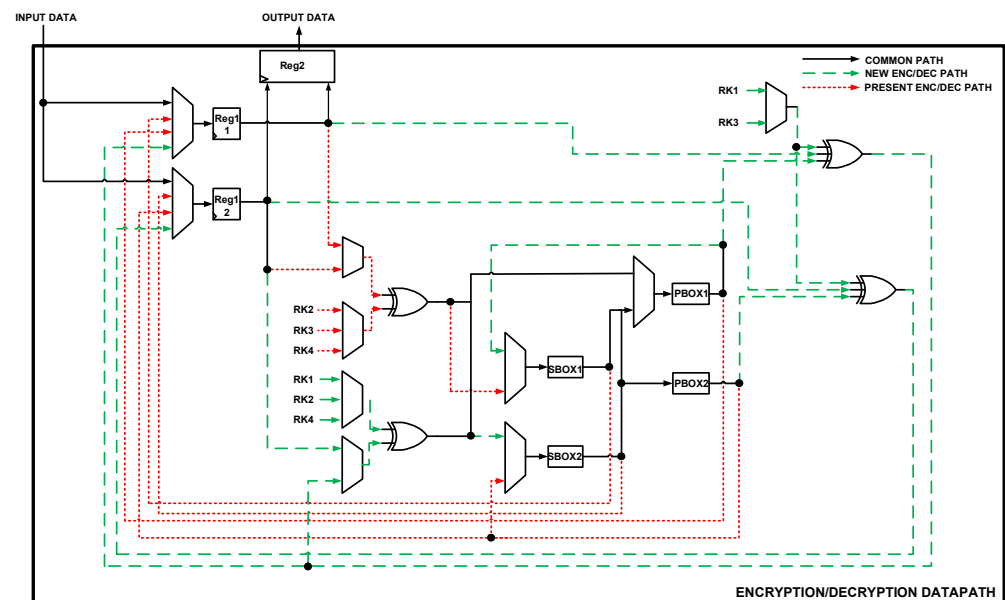 INPUT DATA
OUTPUT DATA
Reg2
COMMON PATH
NEW ENC/DEC PATH
PRESENT ENC/DEC PATH
RK1
RK3
Reg1
1
Reg1
2
RK2
RK3
RK4
PBOX1
RK1
RK2
RK4
SBOX1
PBOX2
SBOX2
ENCRYPTION/DECRYPTION DATAPATH